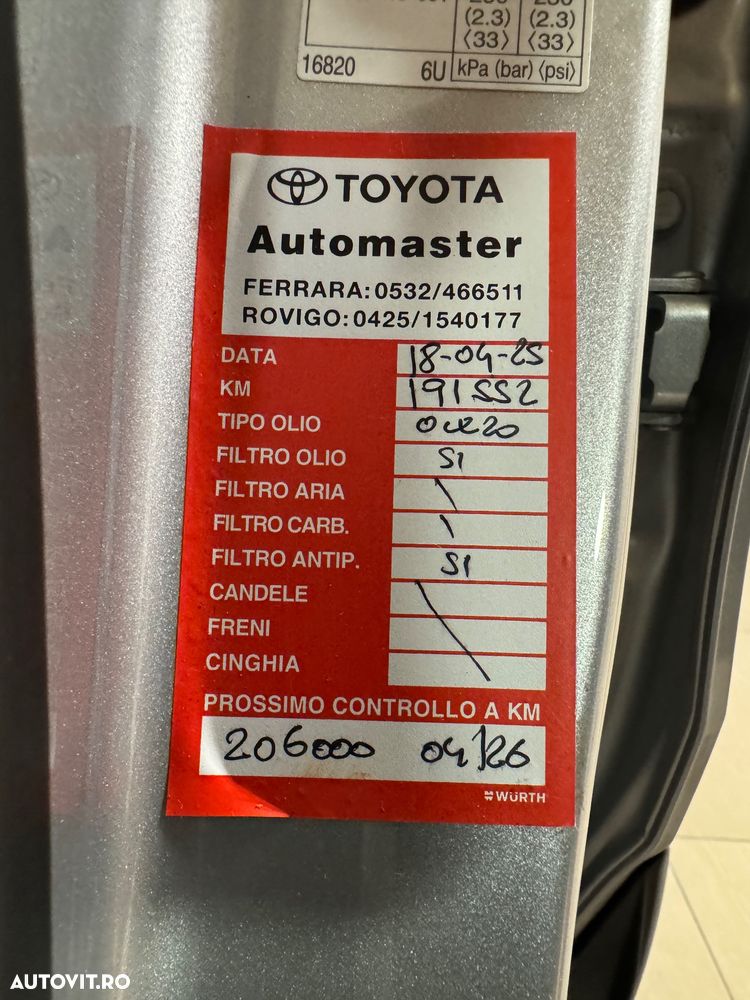 (2.3) (2.3)
⟨33⟩ ⟨33⟩
16820 6U kPa (bar) ⟨psi⟩
TOYOTA
Automaster
FERRARA:0532/466511
ROVIGO:0425/1540177
DATA 18-04-25
KM 191552
TIPO OLIO 0W20
FILTRO OLIO SI
FILTRO ARIA \
FILTRO CARB. \
FILTRO ANTIP. SI
CANDELE
FRENI
CINGHIA
PROSSIMO CONTROLLO A KM
206000 04/26
WÜRTH
AUTOVIT.RO